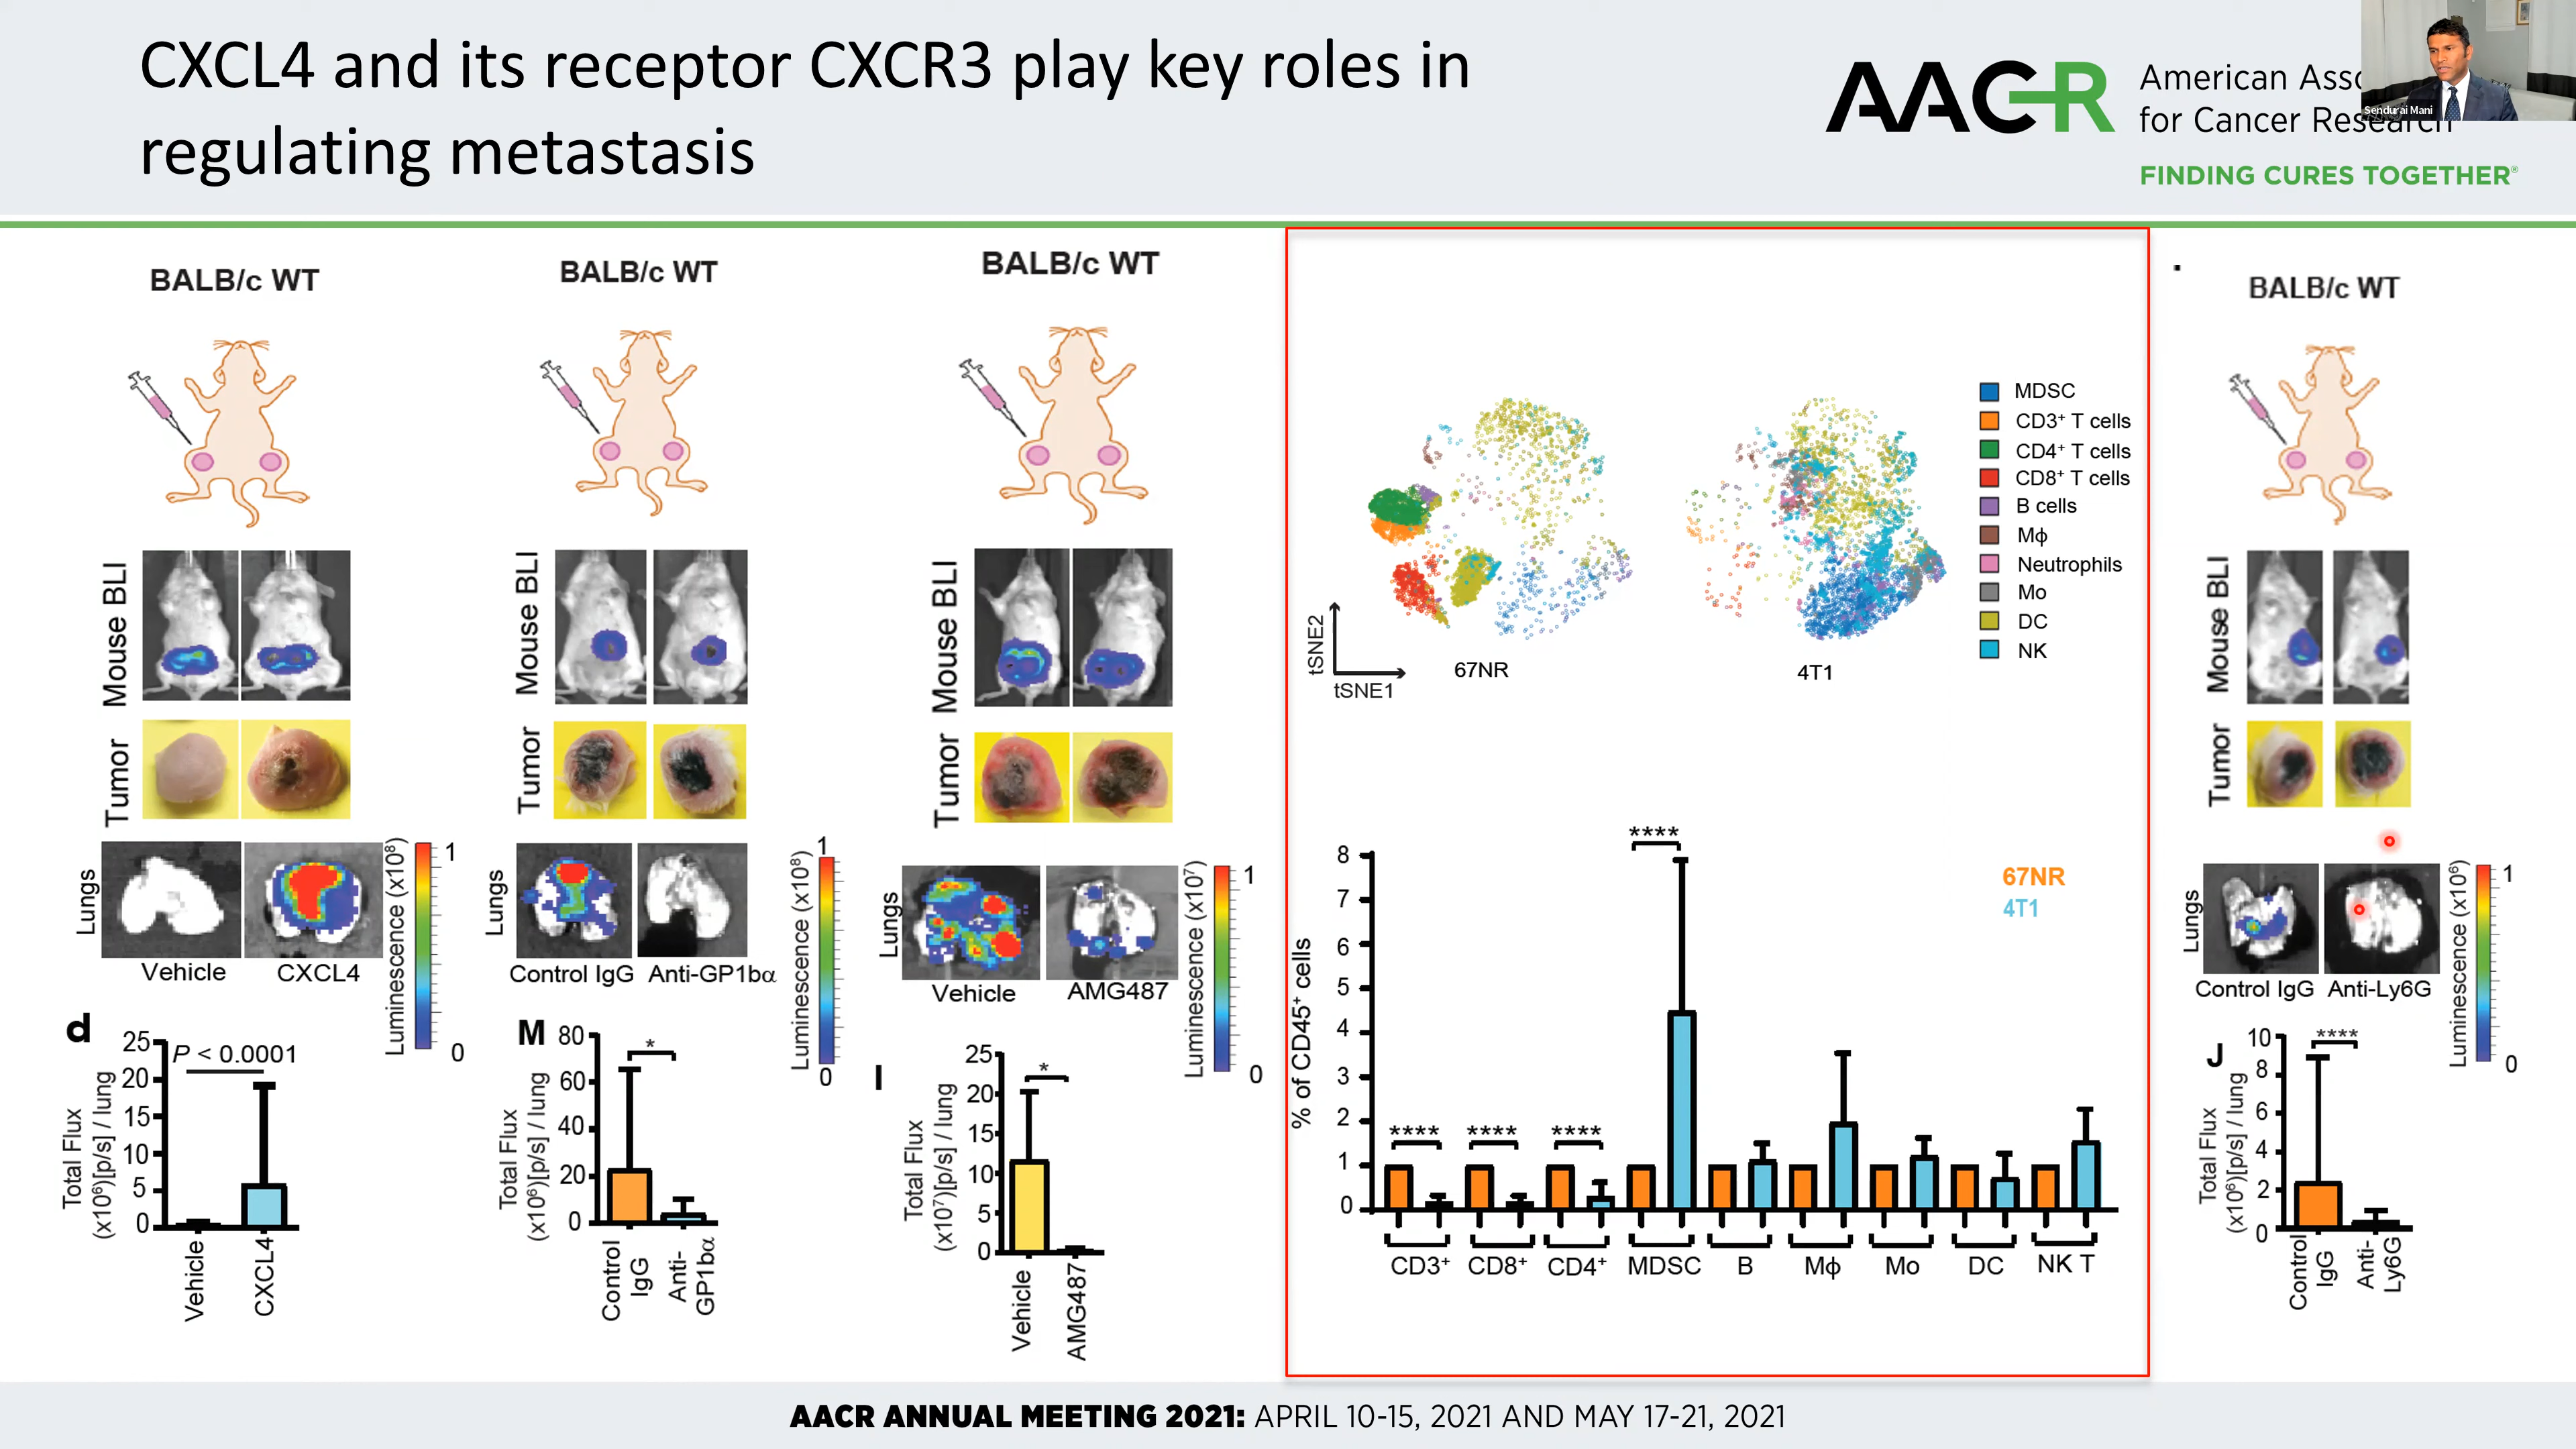 CXCL4 and its receptor CXCR3 play key roles in
regulating metastasis
AACR
American Asso
for Cancer Research
FINDING CURES TOGETHER®
Sendurai Mani
BALB/c WT
Mouse BLI
Tumor
Lungs
Vehicle
CXCL4
Luminescence (x10⁸)
1
0
d
Total Flux
(x10⁶)[p/s] / lung
25
20
15
10
5
0
P < 0.0001
Vehicle
CXCL4
BALB/c WT
Mouse BLI
Tumor
Lungs
Control IgG
Anti-GP1bα
Luminescence (x10⁸)
1
0
M
Total Flux
(x10⁶)[p/s] / lung
80
60
40
20
0
*
Control
IgG
Anti-
GP1bα
BALB/c WT
Mouse BLI
Tumor
Lungs
Vehicle
AMG487
Luminescence (x10⁷)
1
0
I
Total Flux
(x10⁷)[p/s] / lung
25
20
15
10
5
0
*
Vehicle
AMG487
tSNE2
tSNE1
67NR
4T1
MDSC
CD3⁺ T cells
CD4⁺ T cells
CD8⁺ T cells
B cells
Mϕ
Neutrophils
Mo
DC
NK
% of CD45⁺ cells
8
7
6
5
4
3
2
1
0
67NR
4T1
****
****
****
****
CD3⁺
CD8⁺
CD4⁺
MDSC
B
Mϕ
Mo
DC
NK T
BALB/c WT
Mouse BLI
Tumor
Lungs
Control IgG
Anti-Ly6G
Luminescence (x10⁶)
1
0
J
Total Flux
(x10⁶)[p/s] / lung
10
8
6
4
2
0
****
Control
IgG
Anti-
Ly6G
AACR ANNUAL MEETING 2021: APRIL 10-15, 2021 AND MAY 17-21, 2021